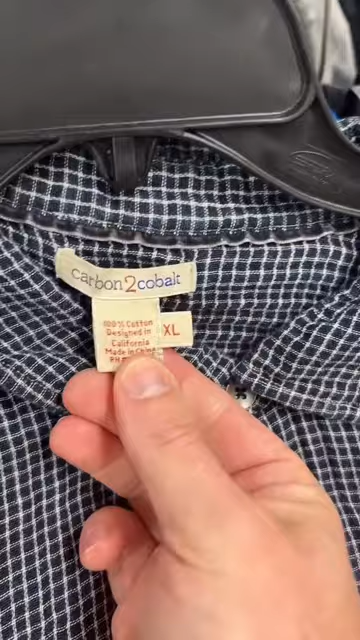 carbon2cobalt
100% Cotton
Designed in
California
Made in China
XL